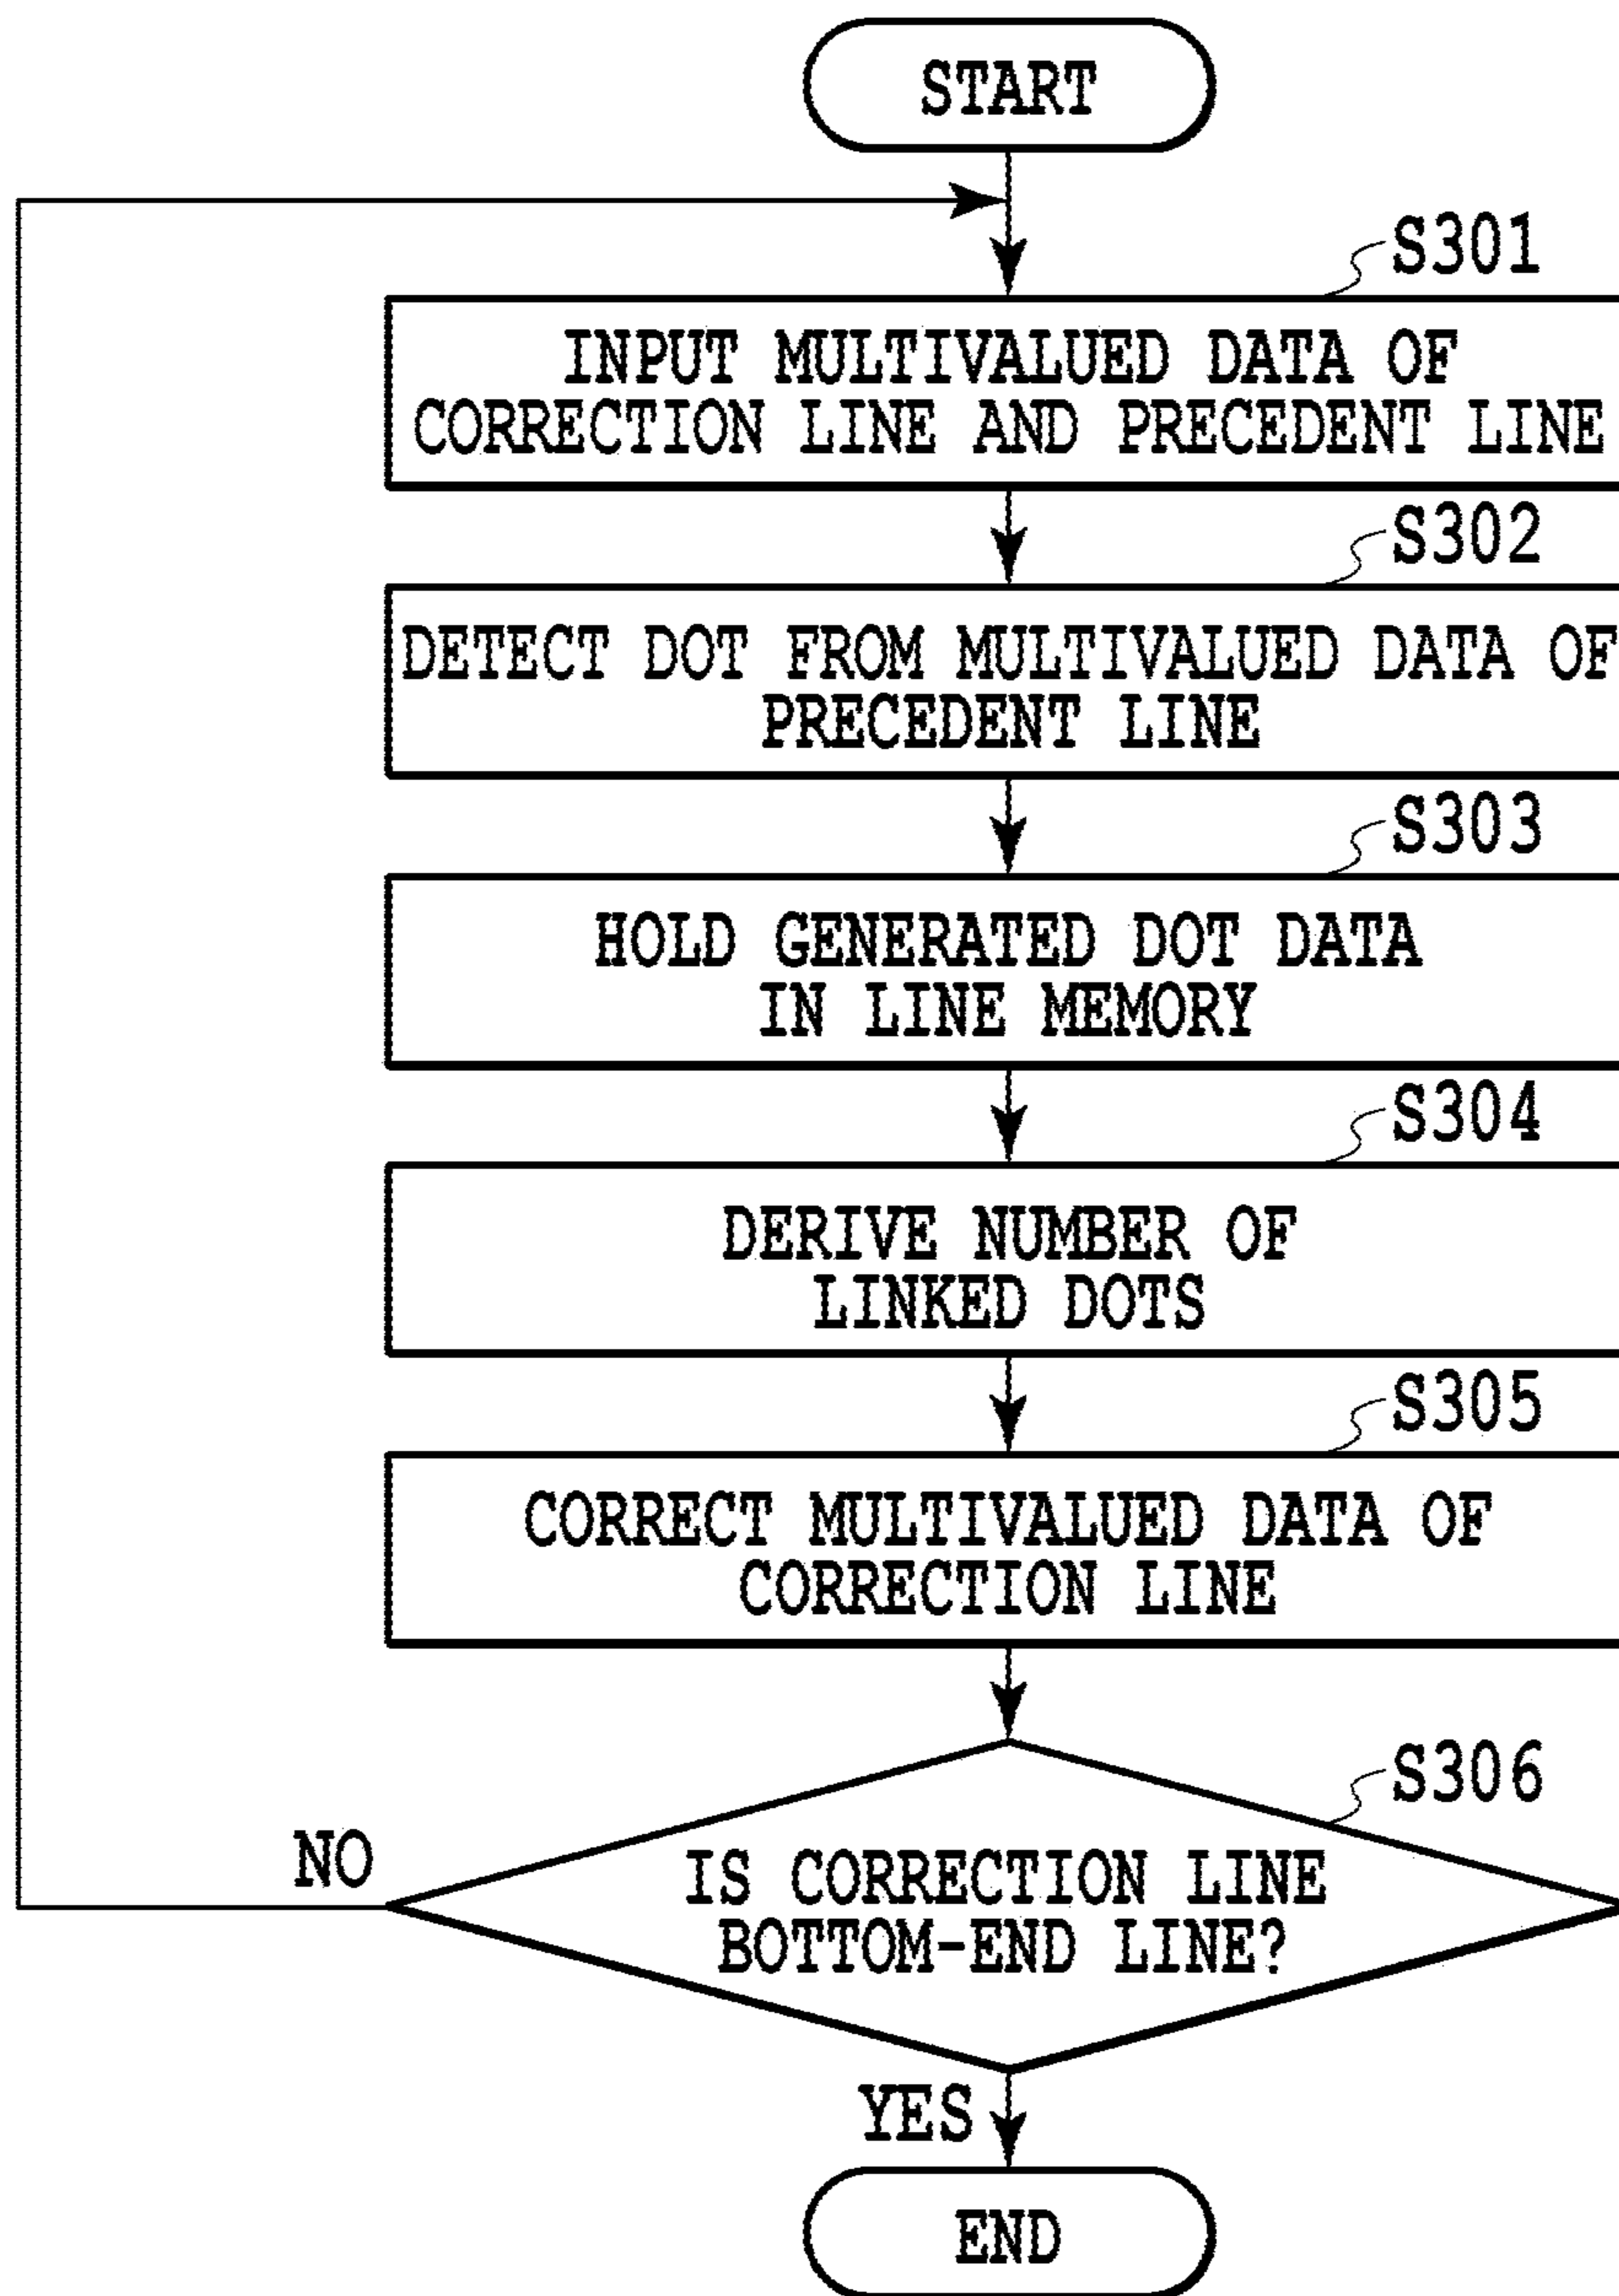 START
S301
INPUT MULTIVALUED DATA OF
CORRECTION LINE AND PRECEDENT LINE
S302
DETECT DOT FROM MULTIVALUED DATA OF
PRECEDENT LINE
S303
HOLD GENERATED DOT DATA
IN LINE MEMORY
S304
DERIVE NUMBER OF
LINKED DOTS
S305
CORRECT MULTIVALUED DATA OF
CORRECTION LINE
S306
NO
IS CORRECTION LINE
BOTTOM-END LINE?
YES
END